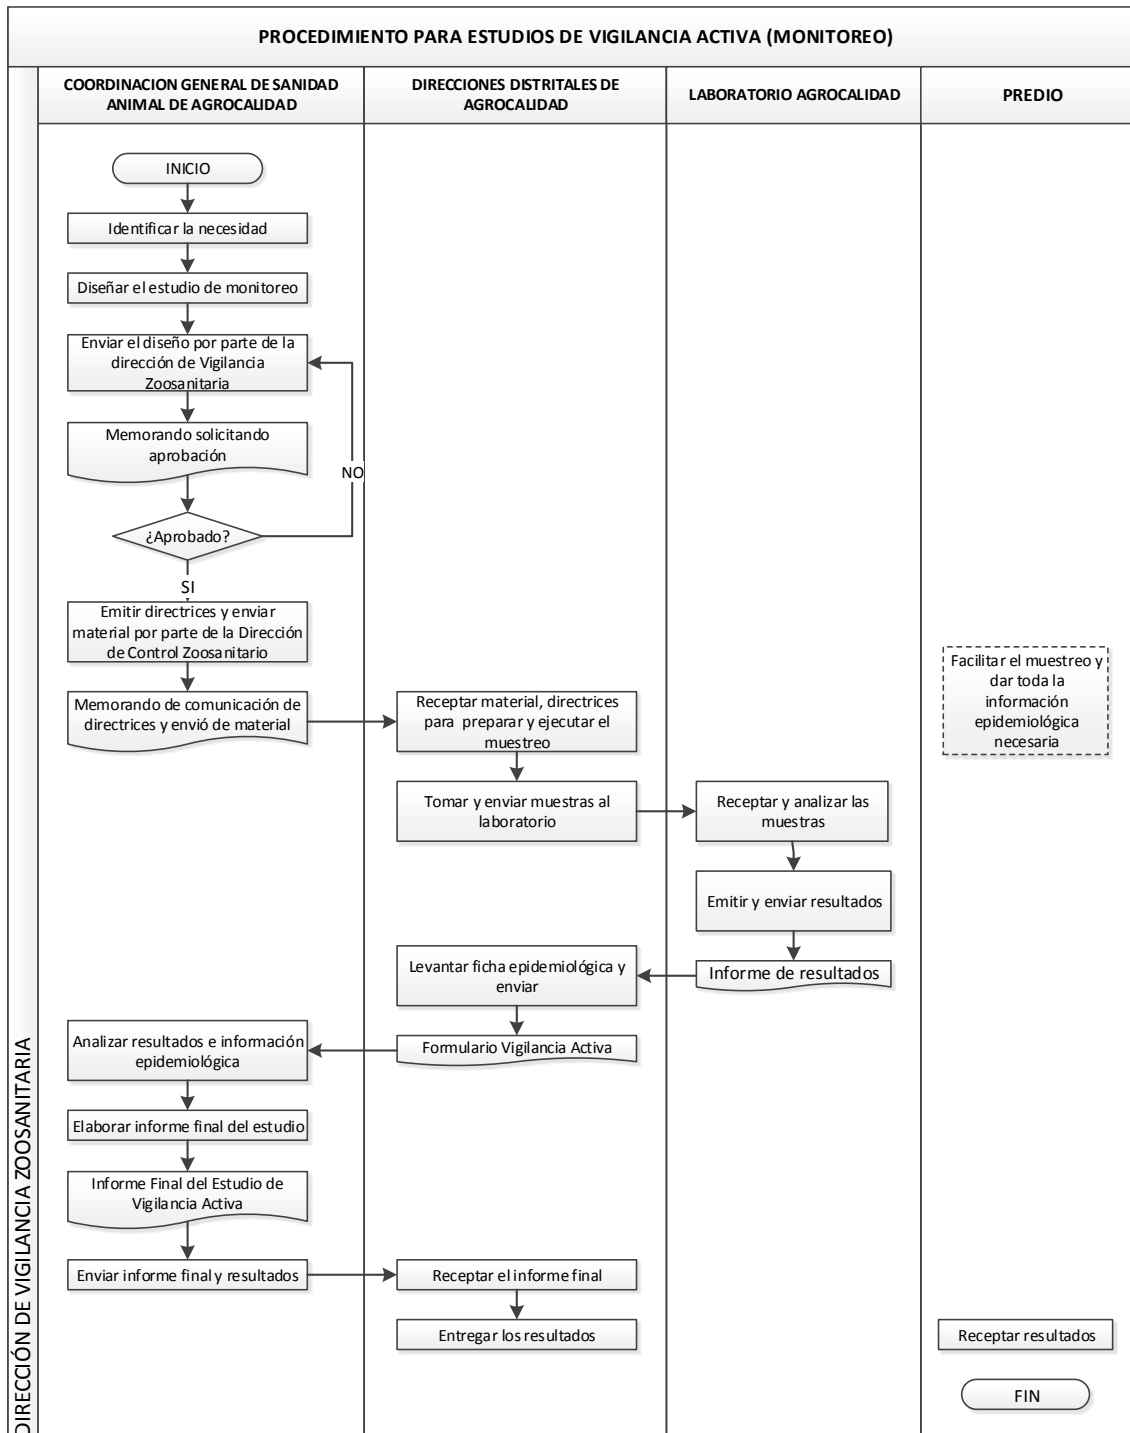 PROCEDIMIENTO PARA ESTUDIOS DE VIGILANCIA ACTIVA (MONITOREO)
COORDINACION GENERAL DE SANIDAD
ANIMAL DE AGROCALIDAD
DIRECCIONES DISTRITALES DE
AGROCALIDAD
LABORATORIO AGROCALIDAD
PREDIO
DIRECCIÓN DE VIGILANCIA ZOOSANITARIA
INICIO
Identificar la necesidad
Diseñar el estudio de monitoreo
Enviar el diseño por parte de la
dirección de Vigilancia
Zoosanitaria
Memorando solicitando
aprobación
NO
¿Aprobado?
SI
Emitir directrices y enviar
material por parte de la Dirección
de Control Zoosanitario
Memorando de comunicación de
directrices y envió de material
Receptar material, directrices
para preparar y ejecutar el
muestreo
Facilitar el muestreo y
dar toda la
información
epidemiológica
necesaria
Tomar y enviar muestras al
laboratorio
Receptar y analizar las
muestras
Emitir y enviar resultados
Informe de resultados
Levantar ficha epidemiológica y
enviar
Formulario Vigilancia Activa
Analizar resultados e información
epidemiológica
Elaborar informe final del estudio
Informe Final del Estudio de
Vigilancia Activa
Enviar informe final y resultados
Receptar el informe final
Entregar los resultados
Receptar resultados
FIN